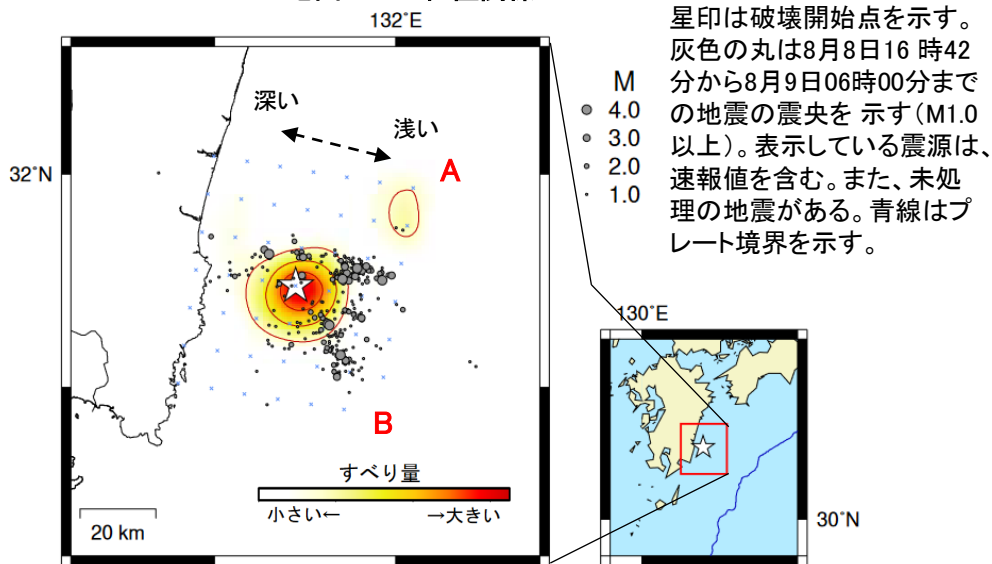 132°E
32°N
深い
浅い
A
B
すべり量
小さい←
→大きい
20 km
M
4.0
3.0
2.0
1.0
星印は破壊開始点を示す。
灰色の丸は8月8日16 時42
分から8月9日06時00分まで
の地震の震央を 示す(M1.0
以上)。表示している震源は、
速報値を含む。また、未処
理の地震がある。青線はプ
レート境界を示す。
130°E
30°N